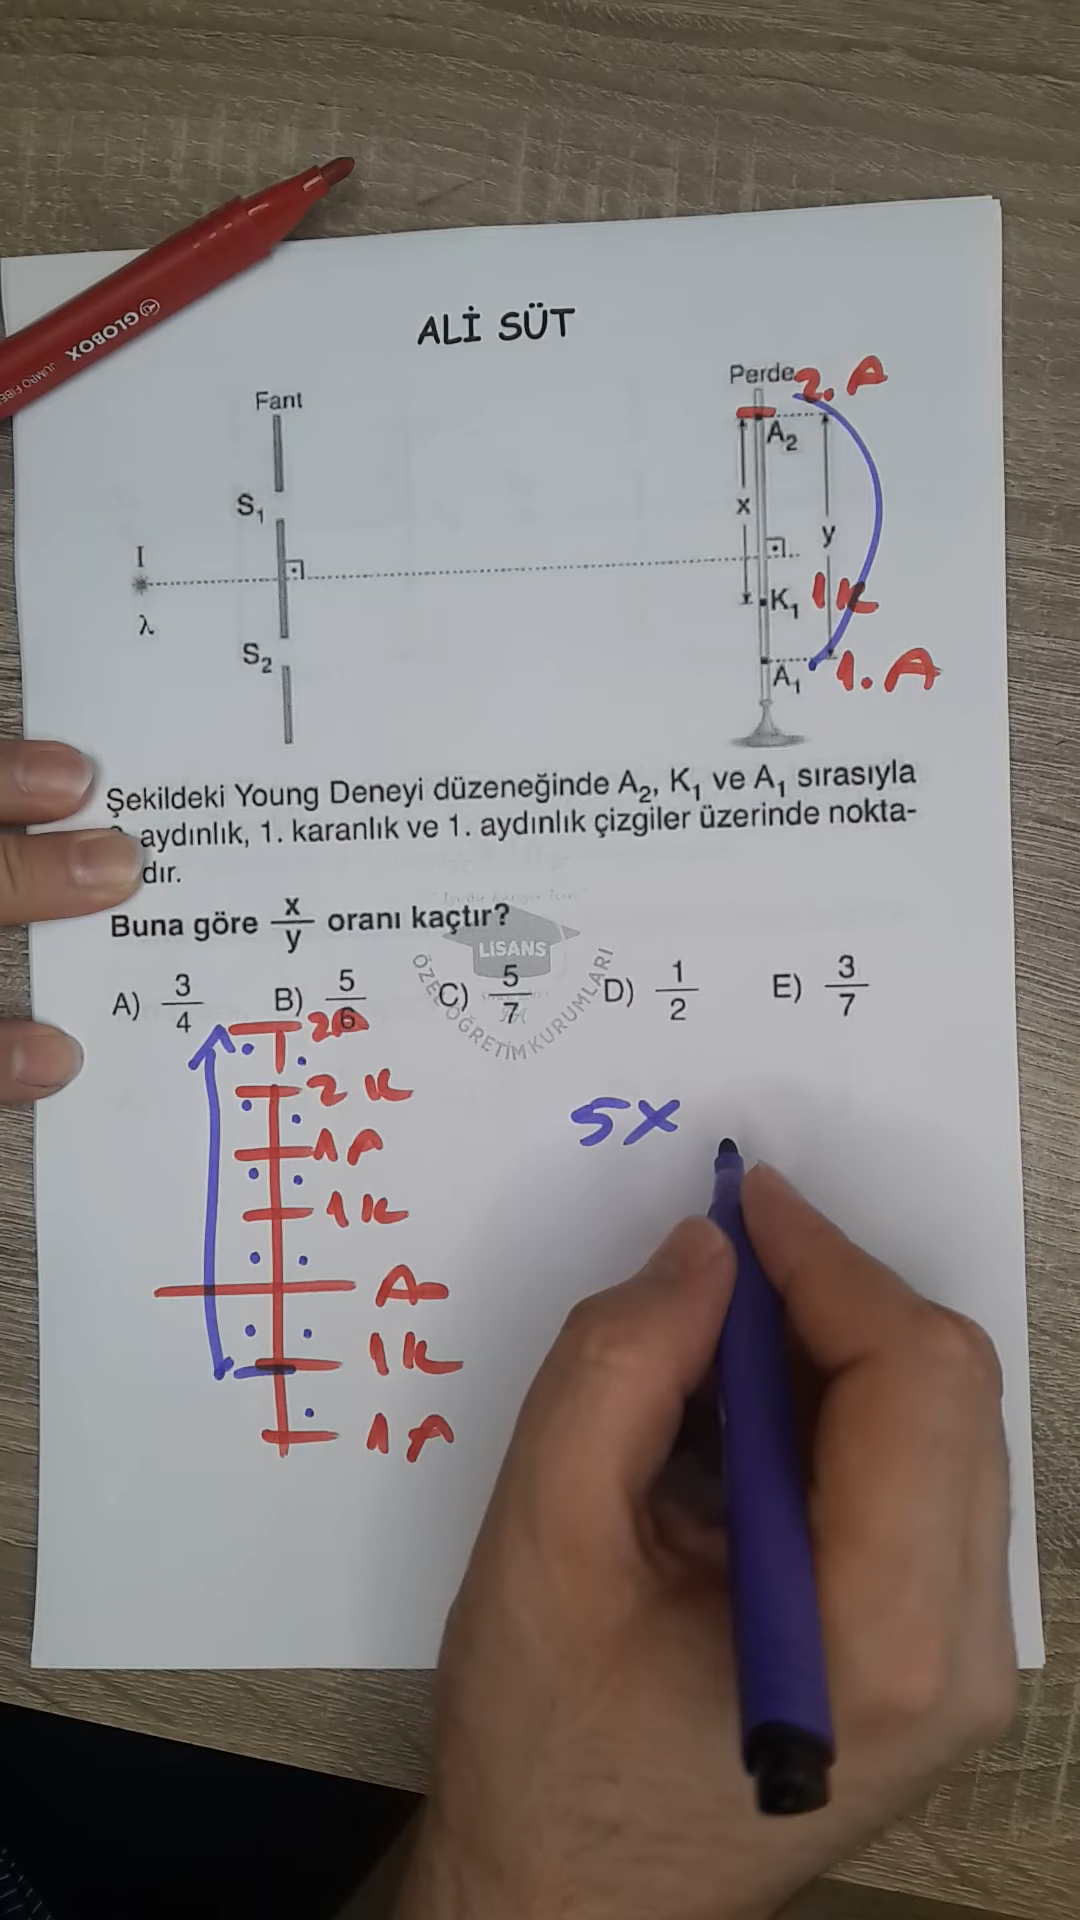 GLOBOX
JUMRO FIBE
ALİ SÜT
Fant
Perde
2. A
S₁
A₂
x
y
I
λ
K₁
1K
S₂
A₁
1. A
Şekildeki Young Deneyi düzeneğinde A₂, K₁ ve A₁ sırasıyla
aydınlık, 1. karanlık ve 1. aydınlık çizgiler üzerinde nokta-
dır.
Buna göre x/y oranı kaçtır?
LİSANS
ÖZEL ÖĞRETİM KURUMLARI
A) 3/4 B) 5/6 C) 5/7 D) 1/2 E) 3/7
2A
2K
1A
1K
A₀
1K
1A
5X